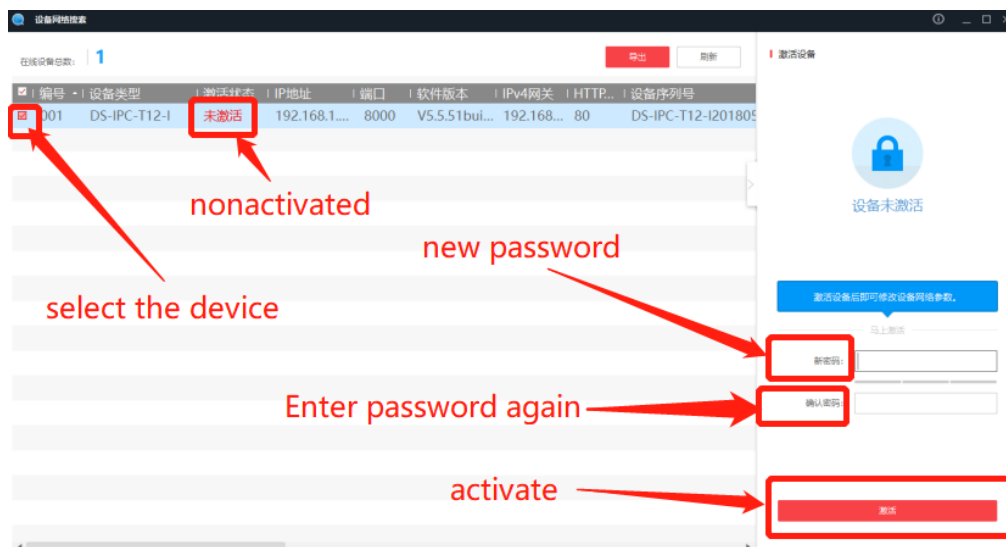 设备网络搜索
在线设备总数: 1
导出
刷新
激活设备
编号 设备类型 激活状态 IP地址 端口 软件版本 IPv4网关 HTTP... 设备序列号
001 DS-IPC-T12-I 未激活 192.168.1.... 8000 V5.5.51bui... 192.168... 80 DS-IPC-T12-I201805
设备未激活
nonactivated
new password
select the device
激活设备后即可修改设备网络参数。
马上激活
新密码:
Enter password again
确认密码:
activate
激活